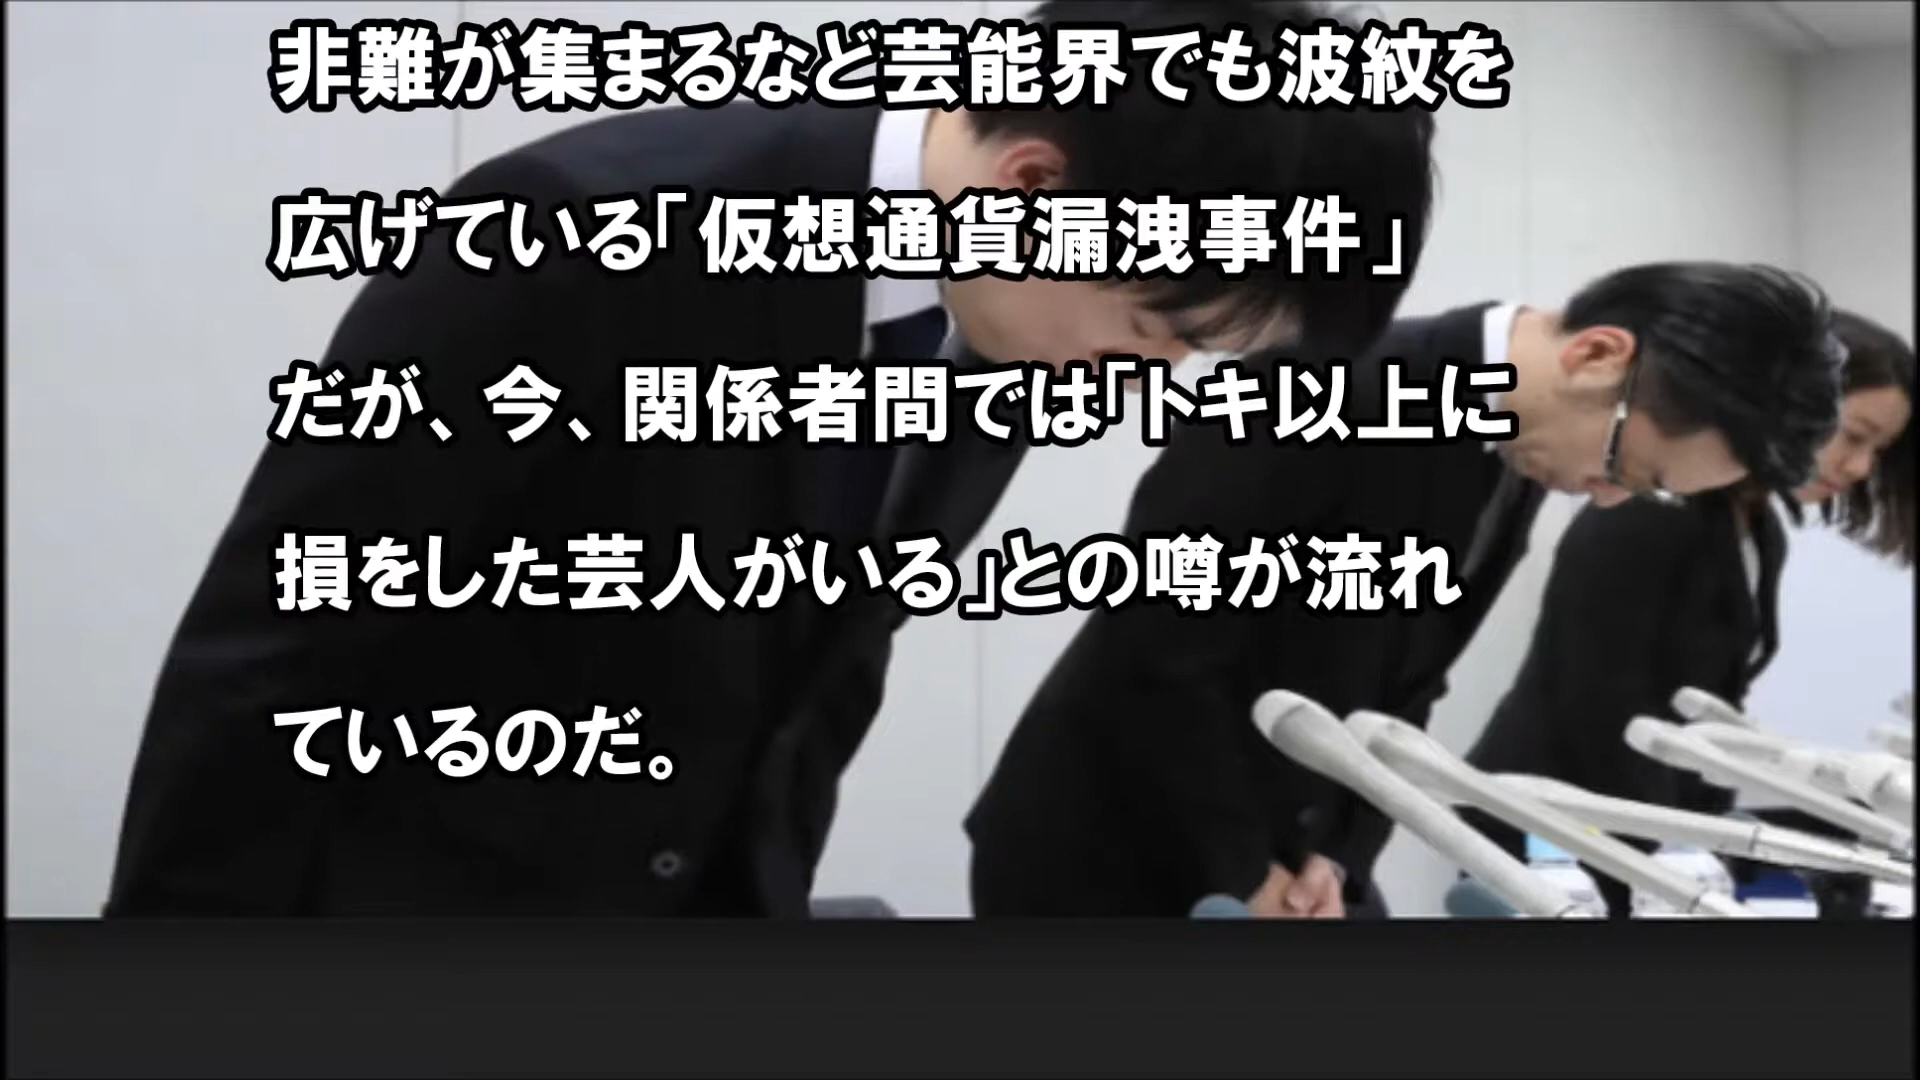 非難が集まるなど芸能界でも波紋を
広げている「仮想通貨漏洩事件」
だが、今、関係者間では「トキ以上に
損をした芸人がいる」との噂が流れ
ているのだ。